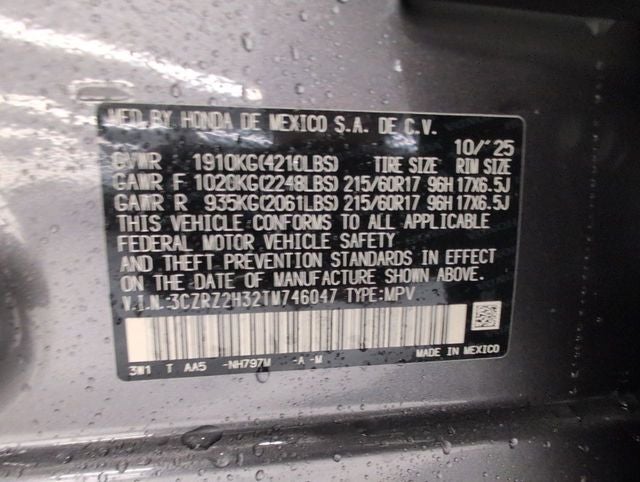 MFD.BY HONDA DE MEXICO S.A. DE C.V.
10/'25
GVWR 1910KG(4210LBS) TIRE SIZE RIM SIZE
GAWR F 1020KG(2248LBS) 215/60R17 96H 17X6.5J
GAWR R 935KG(2061LBS) 215/60R17 96H 17X6.5J
THIS VEHICLE CONFORMS TO ALL APPLICABLE
FEDERAL MOTOR VEHICLE SAFETY
AND THEFT PREVENTION STANDARDS IN EFFECT
ON THE DATE OF MANUFACTURE SHOWN ABOVE.
V.I.N.:3CZRZ2H32TM746047 TYPE:MPV
3W1 T AA5 -NH797M -A -M MADE IN MEXICO